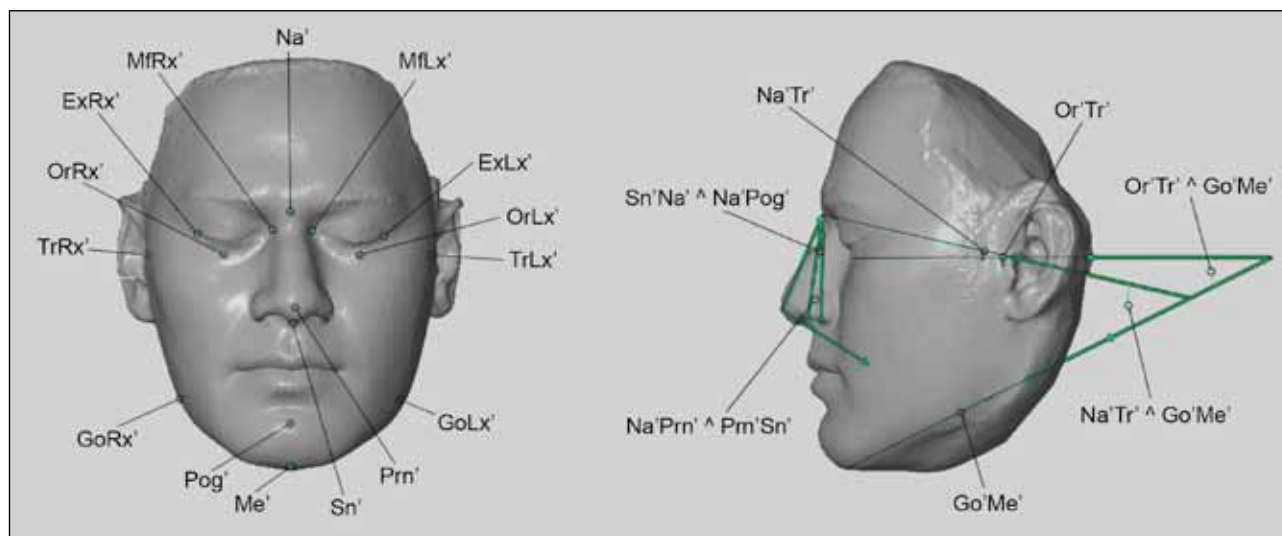 Na'
MfRx'
MfLx'
ExRx'
ExLx'
OrRx'
OrLx'
TrRx'
TrLx'
GoRx'
GoLx'
Pog'
Prn'
Me'
Sn'
Na'Tr'
Or'Tr'
Sn'Na' ^ Na'Pog'
Or'Tr' ^ Go'Me'
Na'Prn' ^ Prn'Sn'
Na'Tr' ^ Go'Me'
Go'Me'